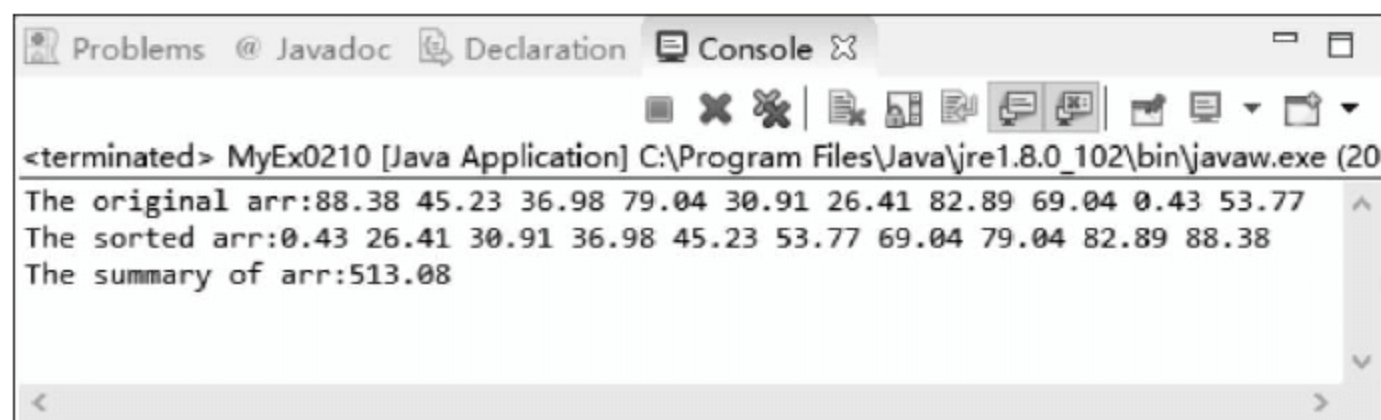 Problems @ Javadoc Declaration Console
<terminated> MyEx0210 [Java Application] C:\Program Files\Java\jre1.8.0_102\bin\javaw.exe (20
The original arr:88.38 45.23 36.98 79.04 30.91 26.41 82.89 69.04 0.43 53.77
The sorted arr:0.43 26.41 30.91 36.98 45.23 53.77 69.04 79.04 82.89 88.38
The summary of arr:513.08